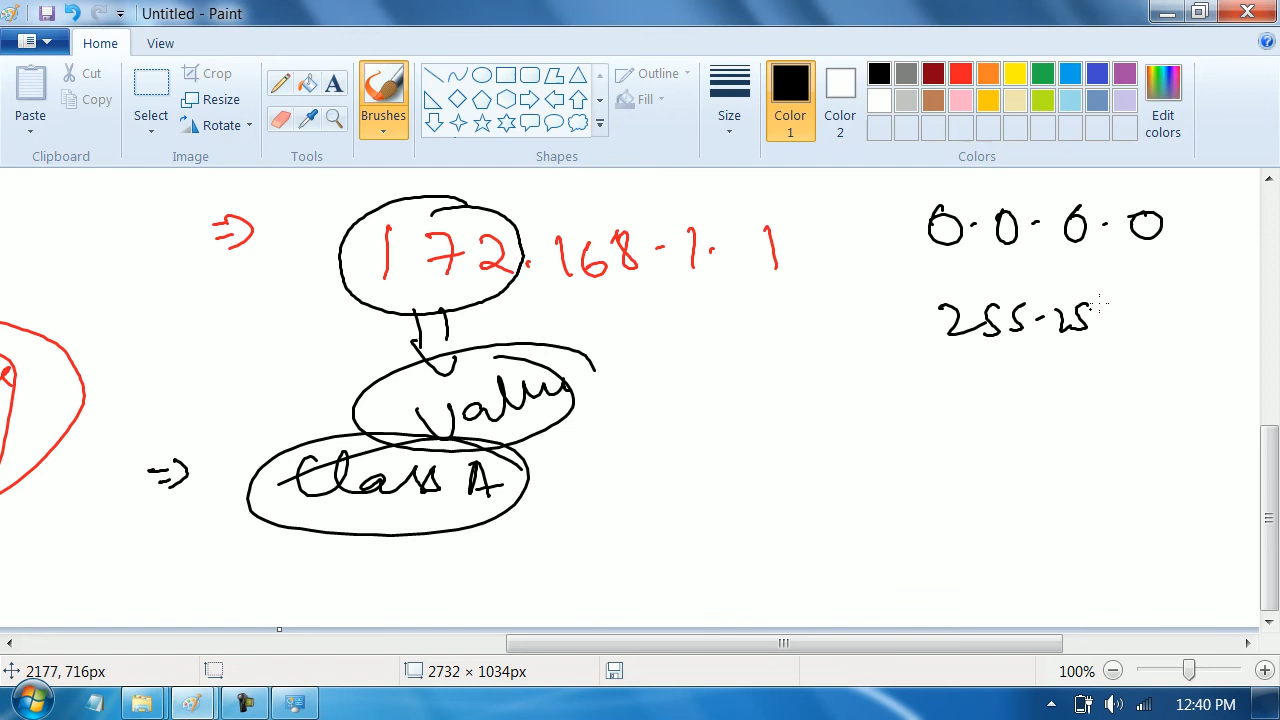 Untitled - Paint
Home View
Paste
Cut
Copy
Clipboard
Select
Crop
Resize
Rotate
Image
A
Tools
Brushes
Outline
Fill
Shapes
Size
Color 1
Color 2
Edit colors
Colors
⇒ 172.168.1.1
0.0.0.0
255.25
Value
⇒ Class A
2177, 716px
2732 × 1034px
100%
12:40 PM